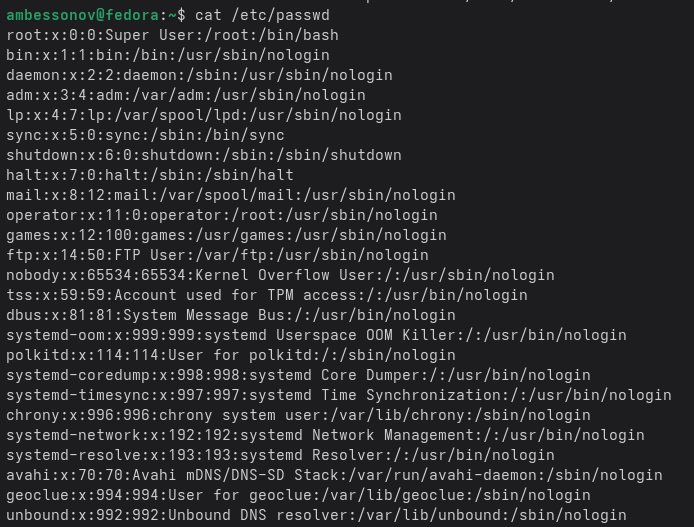 ambessonov@fedora:~$ cat /etc/passwd
root:x:0:0:Super User:/root:/bin/bash
bin:x:1:1:bin:/bin:/usr/sbin/nologin
daemon:x:2:2:daemon:/sbin:/usr/sbin/nologin
adm:x:3:4:adm:/var/adm:/usr/sbin/nologin
lp:x:4:7:lp:/var/spool/lpd:/usr/sbin/nologin
sync:x:5:0:sync:/sbin:/bin/sync
shutdown:x:6:0:shutdown:/sbin:/sbin/shutdown
halt:x:7:0:halt:/sbin:/sbin/halt
mail:x:8:12:mail:/var/spool/mail:/usr/sbin/nologin
operator:x:11:0:operator:/root:/usr/sbin/nologin
games:x:12:100:games:/usr/games:/usr/sbin/nologin
ftp:x:14:50:FTP User:/var/ftp:/usr/sbin/nologin
nobody:x:65534:65534:Kernel Overflow User:/:/usr/sbin/nologin
tss:x:59:59:Account used for TPM access:/:/usr/bin/nologin
dbus:x:81:81:System Message Bus:/:/usr/bin/nologin
systemd-oom:x:999:999:systemd Userspace OOM Killer:/:/usr/bin/nologin
polkitd:x:114:114:User for polkitd:/:/sbin/nologin
systemd-coredump:x:998:998:systemd Core Dumper:/:/usr/bin/nologin
systemd-timesync:x:997:997:systemd Time Synchronization:/:/usr/bin/nologin
chrony:x:996:996:chrony system user:/var/lib/chrony:/sbin/nologin
systemd-network:x:192:192:systemd Network Management:/:/usr/bin/nologin
systemd-resolve:x:193:193:systemd Resolver:/:/usr/bin/nologin
avahi:x:70:70:Avahi mDNS/DNS-SD Stack:/var/run/avahi-daemon:/sbin/nologin
geoclue:x:994:994:User for geoclue:/var/lib/geoclue:/sbin/nologin
unbound:x:992:992:Unbound DNS resolver:/var/lib/unbound:/sbin/nologin